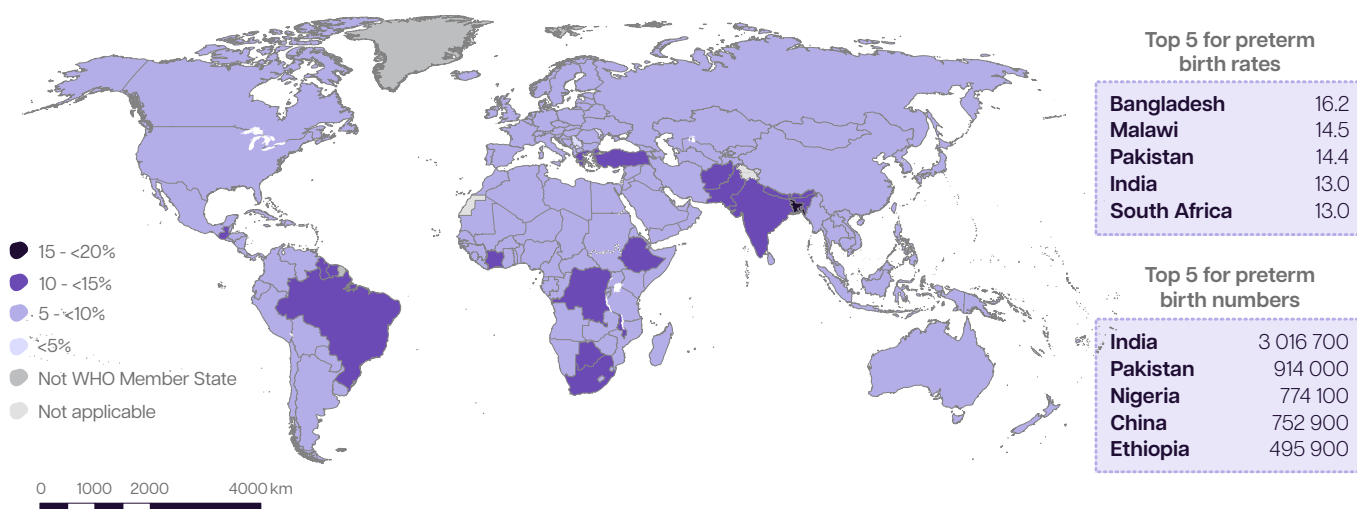 Top 5 for preterm
birth rates
Bangladesh 16.2
Malawi 14.5
Pakistan 14.4
India 13.0
South Africa 13.0
Top 5 for preterm
birth numbers
India 3 016 700
Pakistan 914 000
Nigeria 774 100
China 752 900
Ethiopia 495 900
15 - <20%
10 - <15%
5 - <10%
<5%
Not WHO Member State
Not applicable
0 1000 2000 4000 km